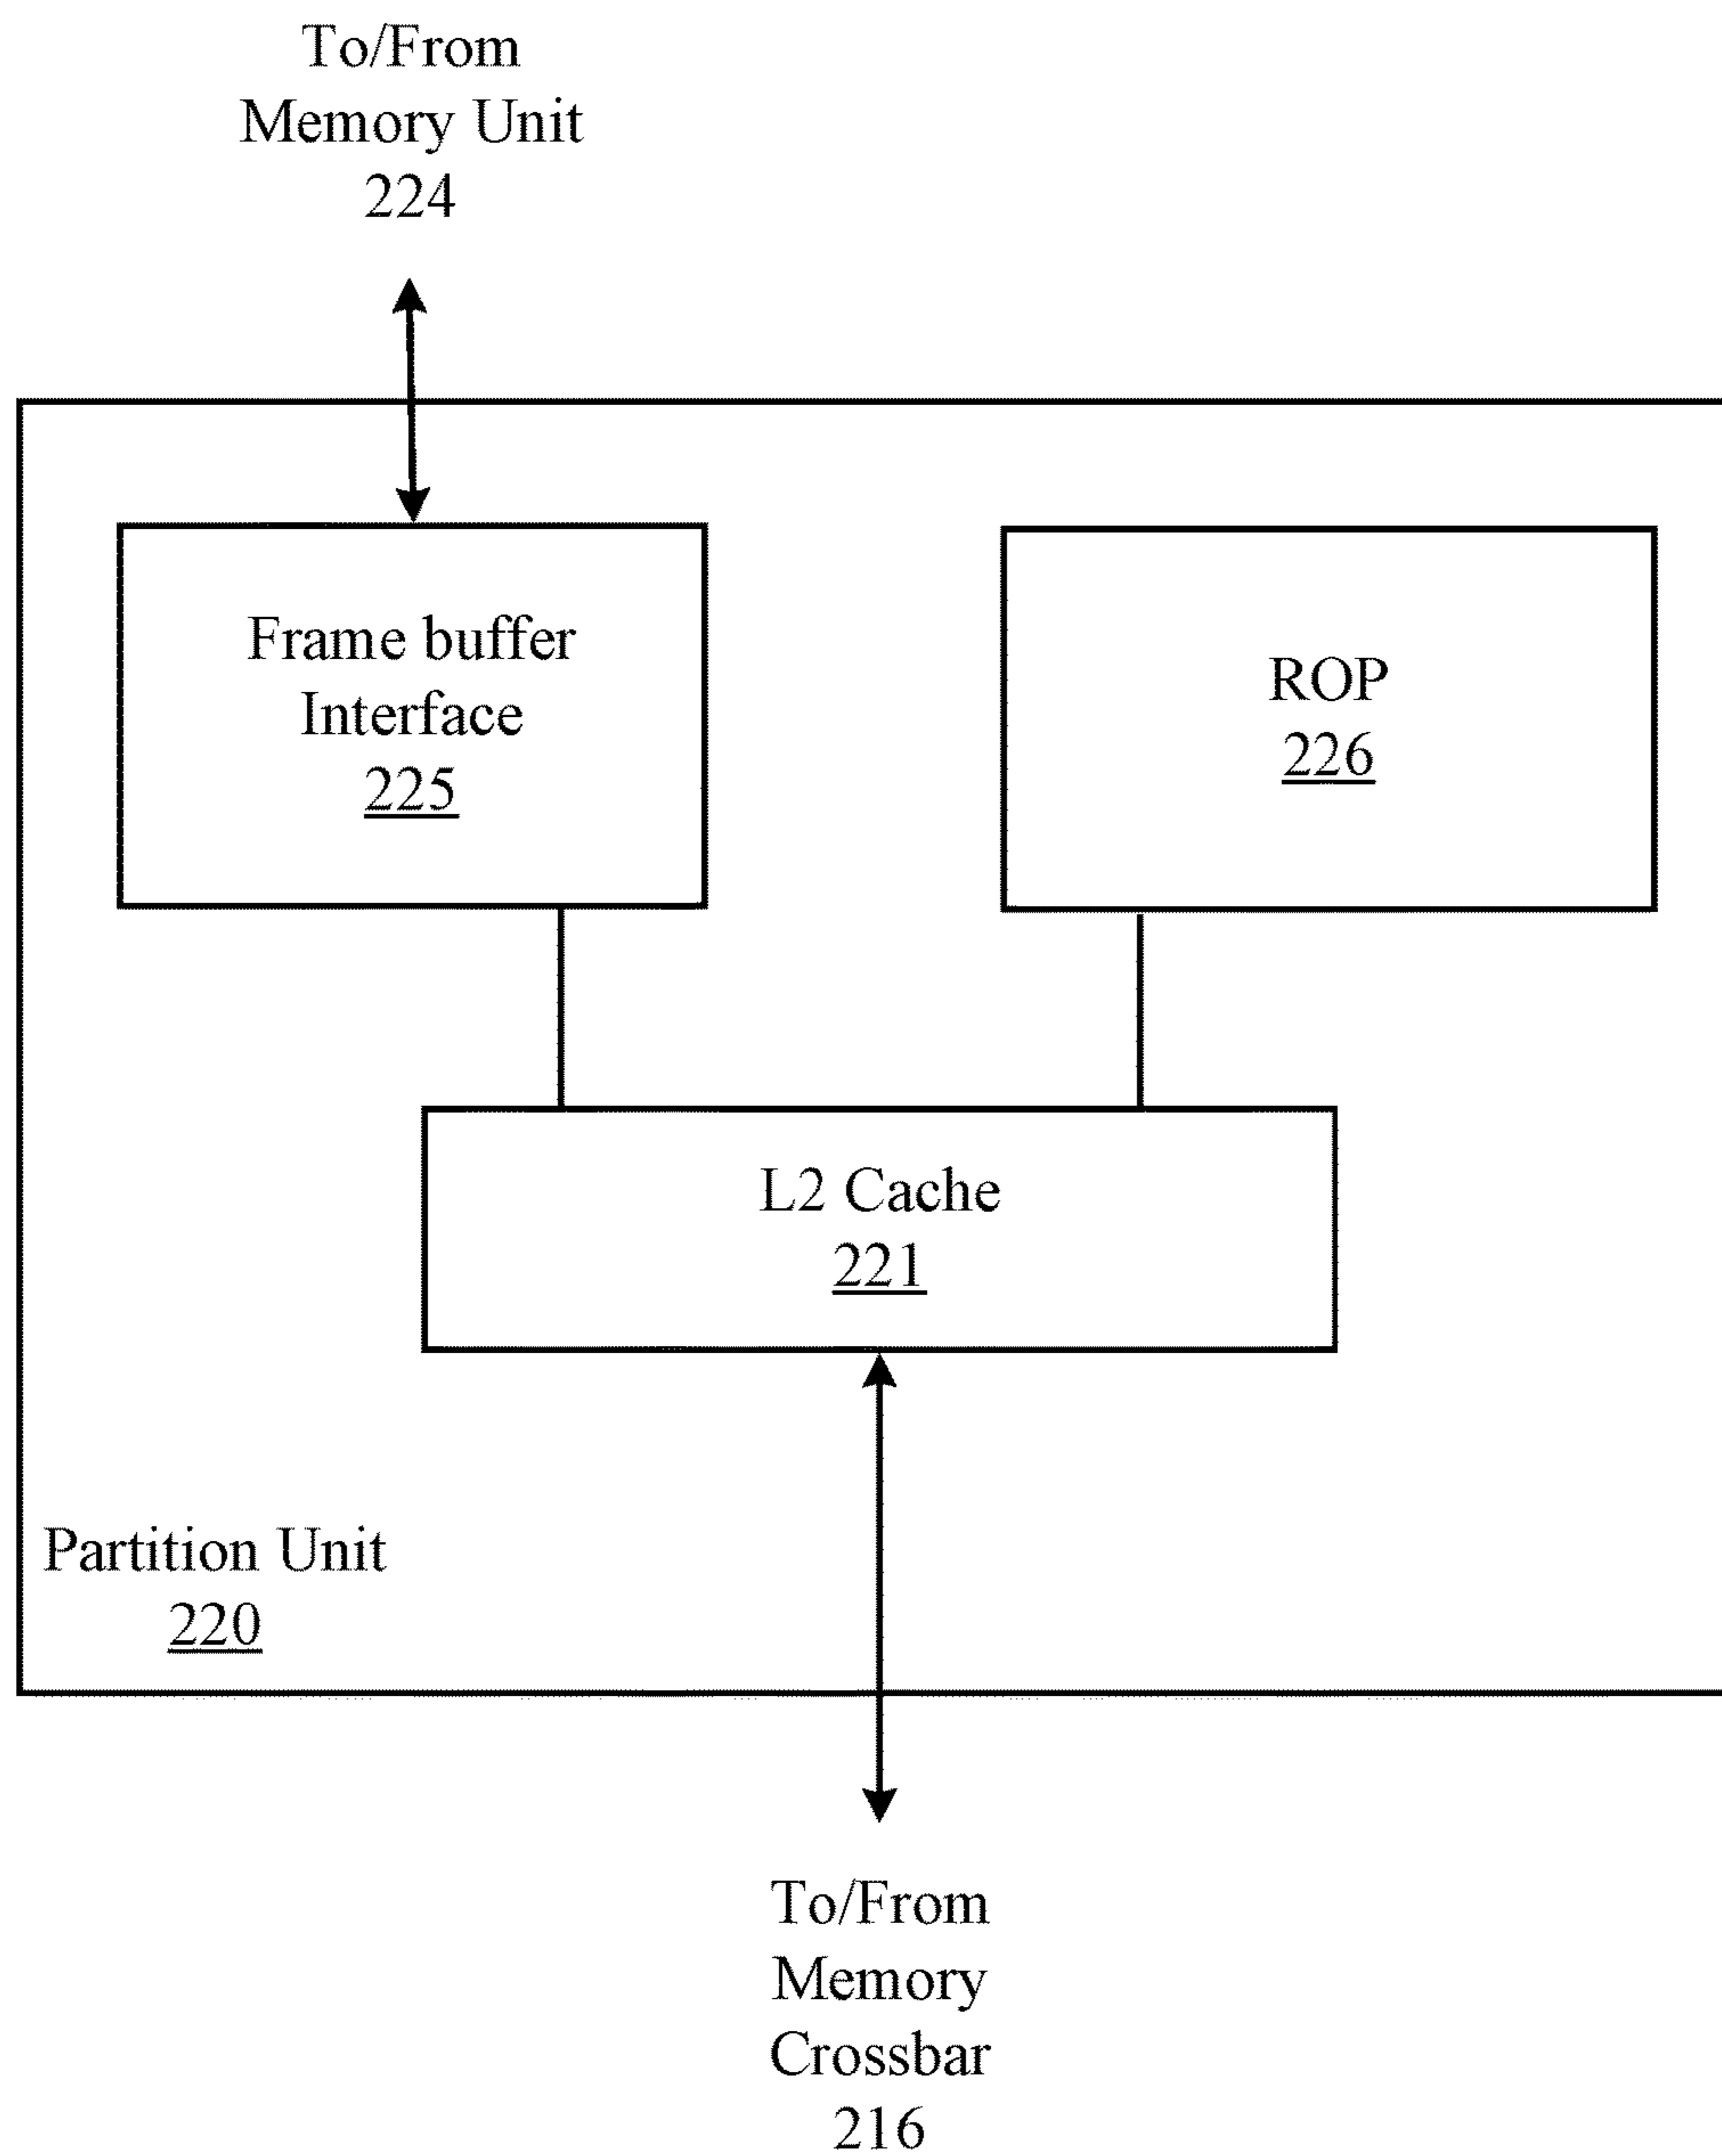 To/From
Memory Unit
224
Frame buffer
Interface
225
ROP
226
L2 Cache
221
Partition Unit
220
To/From
Memory
Crossbar
216